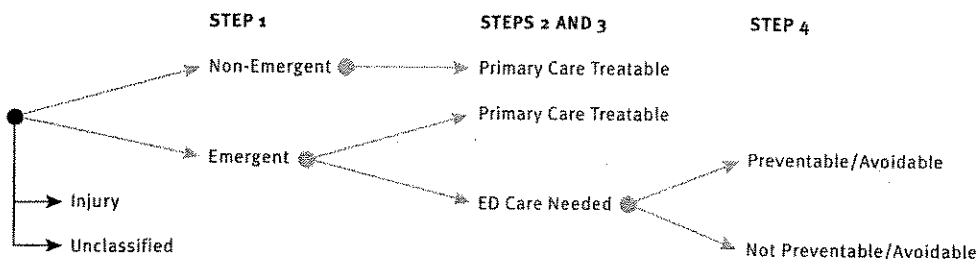 STEP 1 STEPS 2 AND 3 STEP 4
Non-Emergent Primary Care Treatable
Primary Care Treatable
Emergent Preventable/Avoidable
Injury ED Care Needed
Unclassified Not Preventable/Avoidable